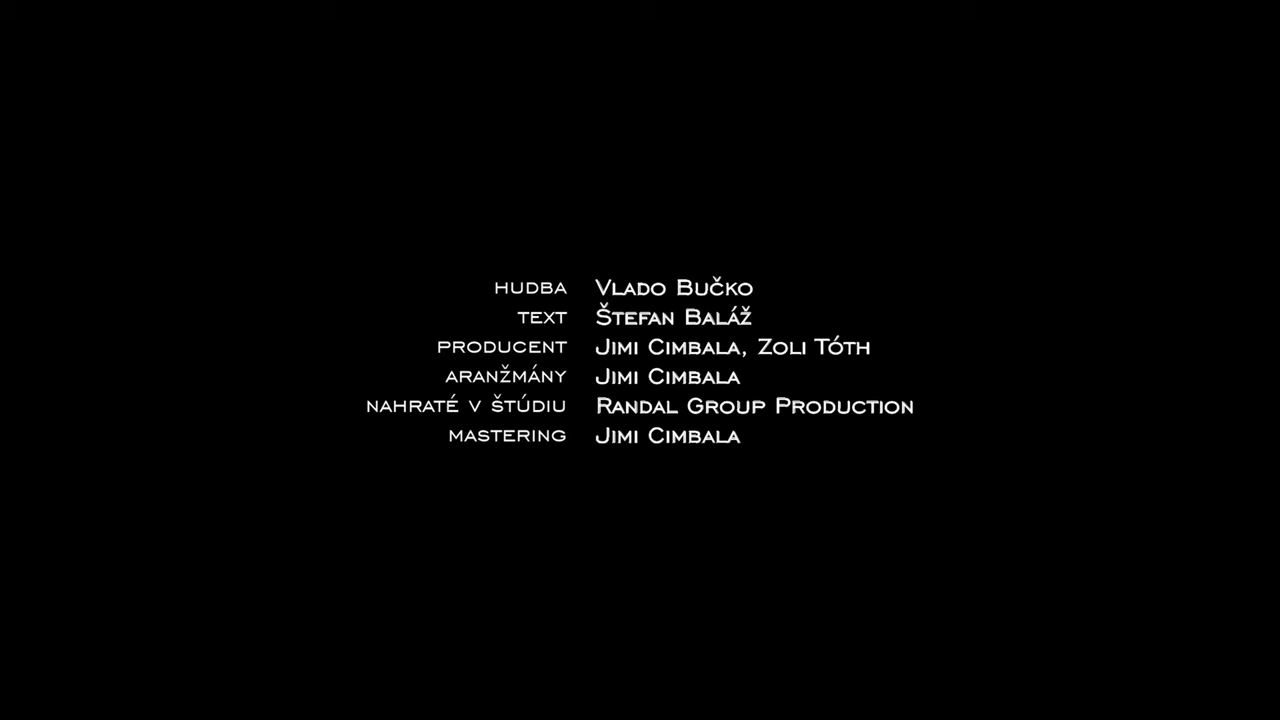 HUDBA Vlado Bučko
TEXT Štefan Baláž
PRODUCENT Jimi Cimbala, Zoli Tóth
ARANŽMÁNY Jimi Cimbala
NAHRATÉ V ŠTÚDIU Randal Group Production
MASTERING Jimi Cimbala